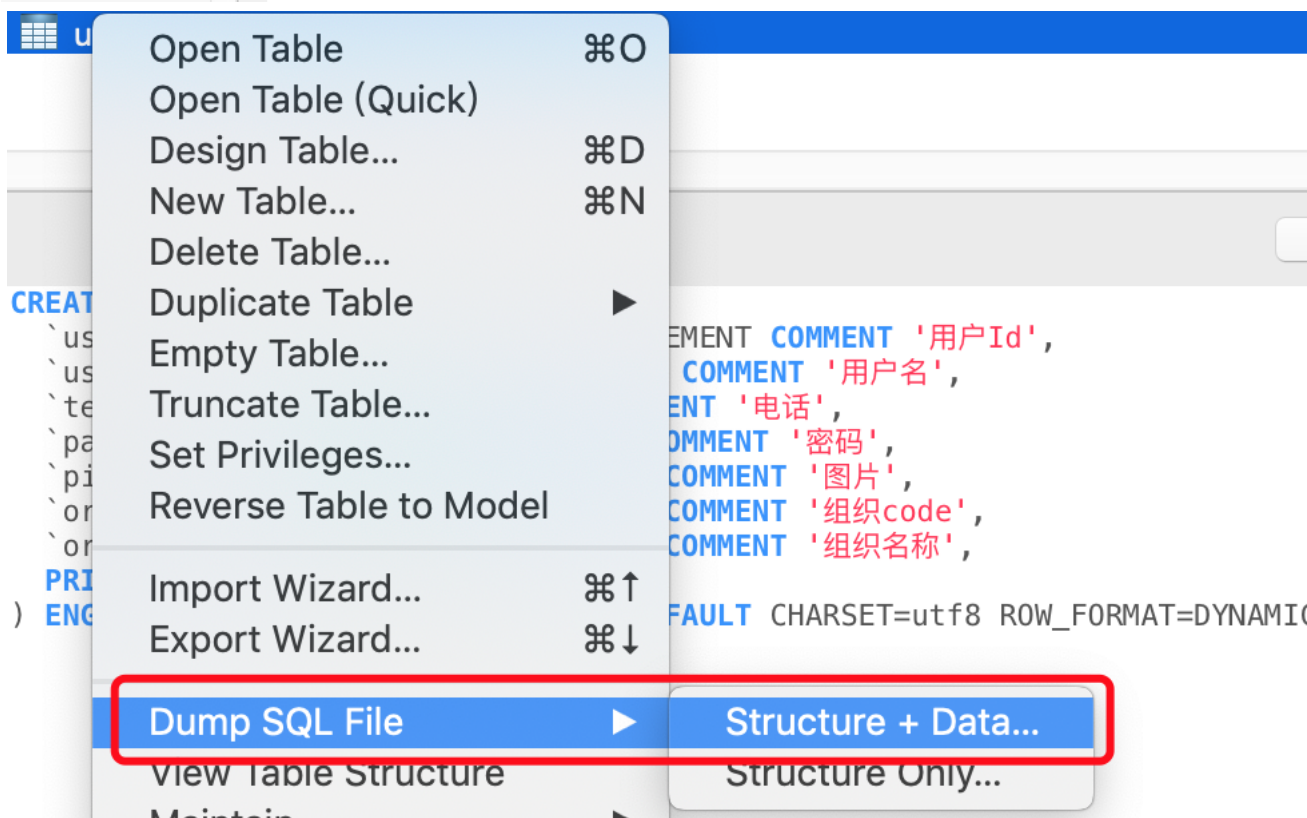 u
Open Table ⌘O
Open Table (Quick)
Design Table... ⌘D
New Table... ⌘N
Delete Table...
Duplicate Table ▶
Empty Table...
Truncate Table...
Set Privileges...
Reverse Table to Model
Import Wizard... ⌘↑
Export Wizard... ⌘↓
Dump SQL File ▶ Structure + Data...
View Table Structure Structure Only...
Maintain ▶
CREAT
`us EMENT COMMENT '用户Id',
`us COMMENT '用户名',
`te ENT '电话',
`pa OMMENT '密码',
`pi COMMENT '图片',
`or COMMENT '组织code',
`or COMMENT '组织名称',
PRI
) ENG FAULT CHARSET=utf8 ROW_FORMAT=DYNAMIC